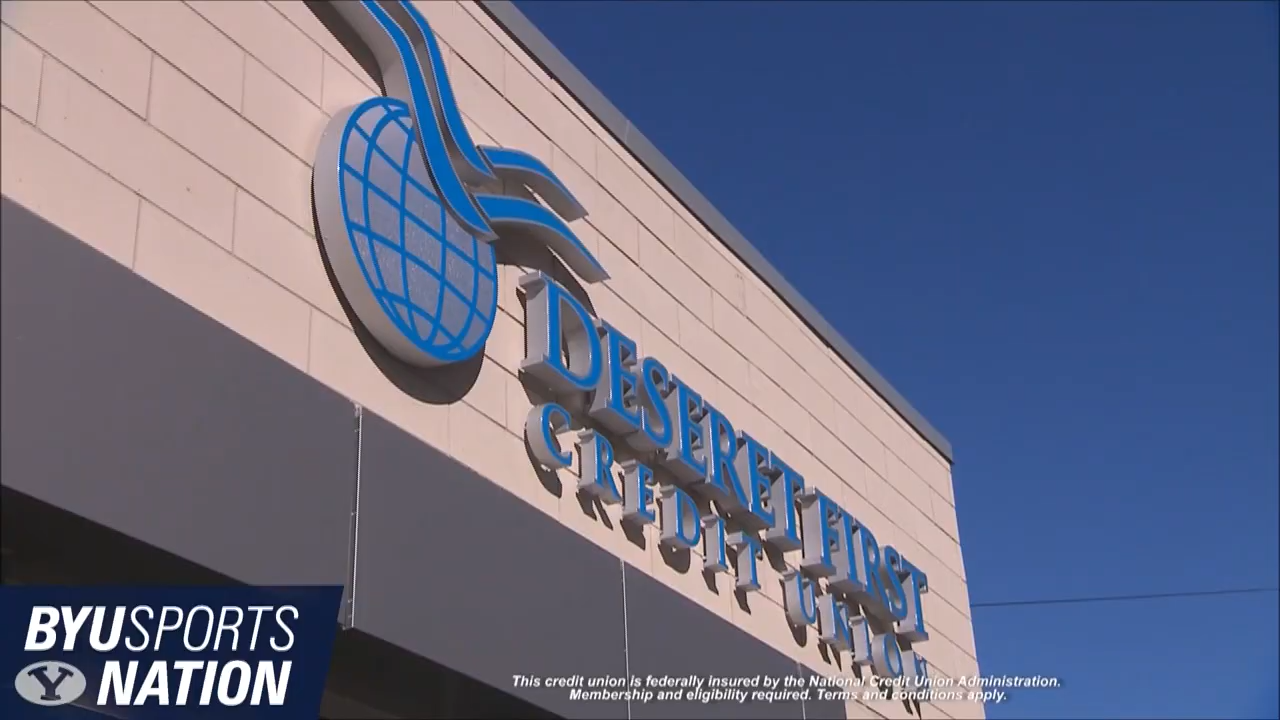 DESERET FIRST
CREDIT UNION
BYUSPORTS
Y NATION
This credit union is federally insured by the National Credit Union Administration.
Membership and eligibility required. Terms and conditions apply.